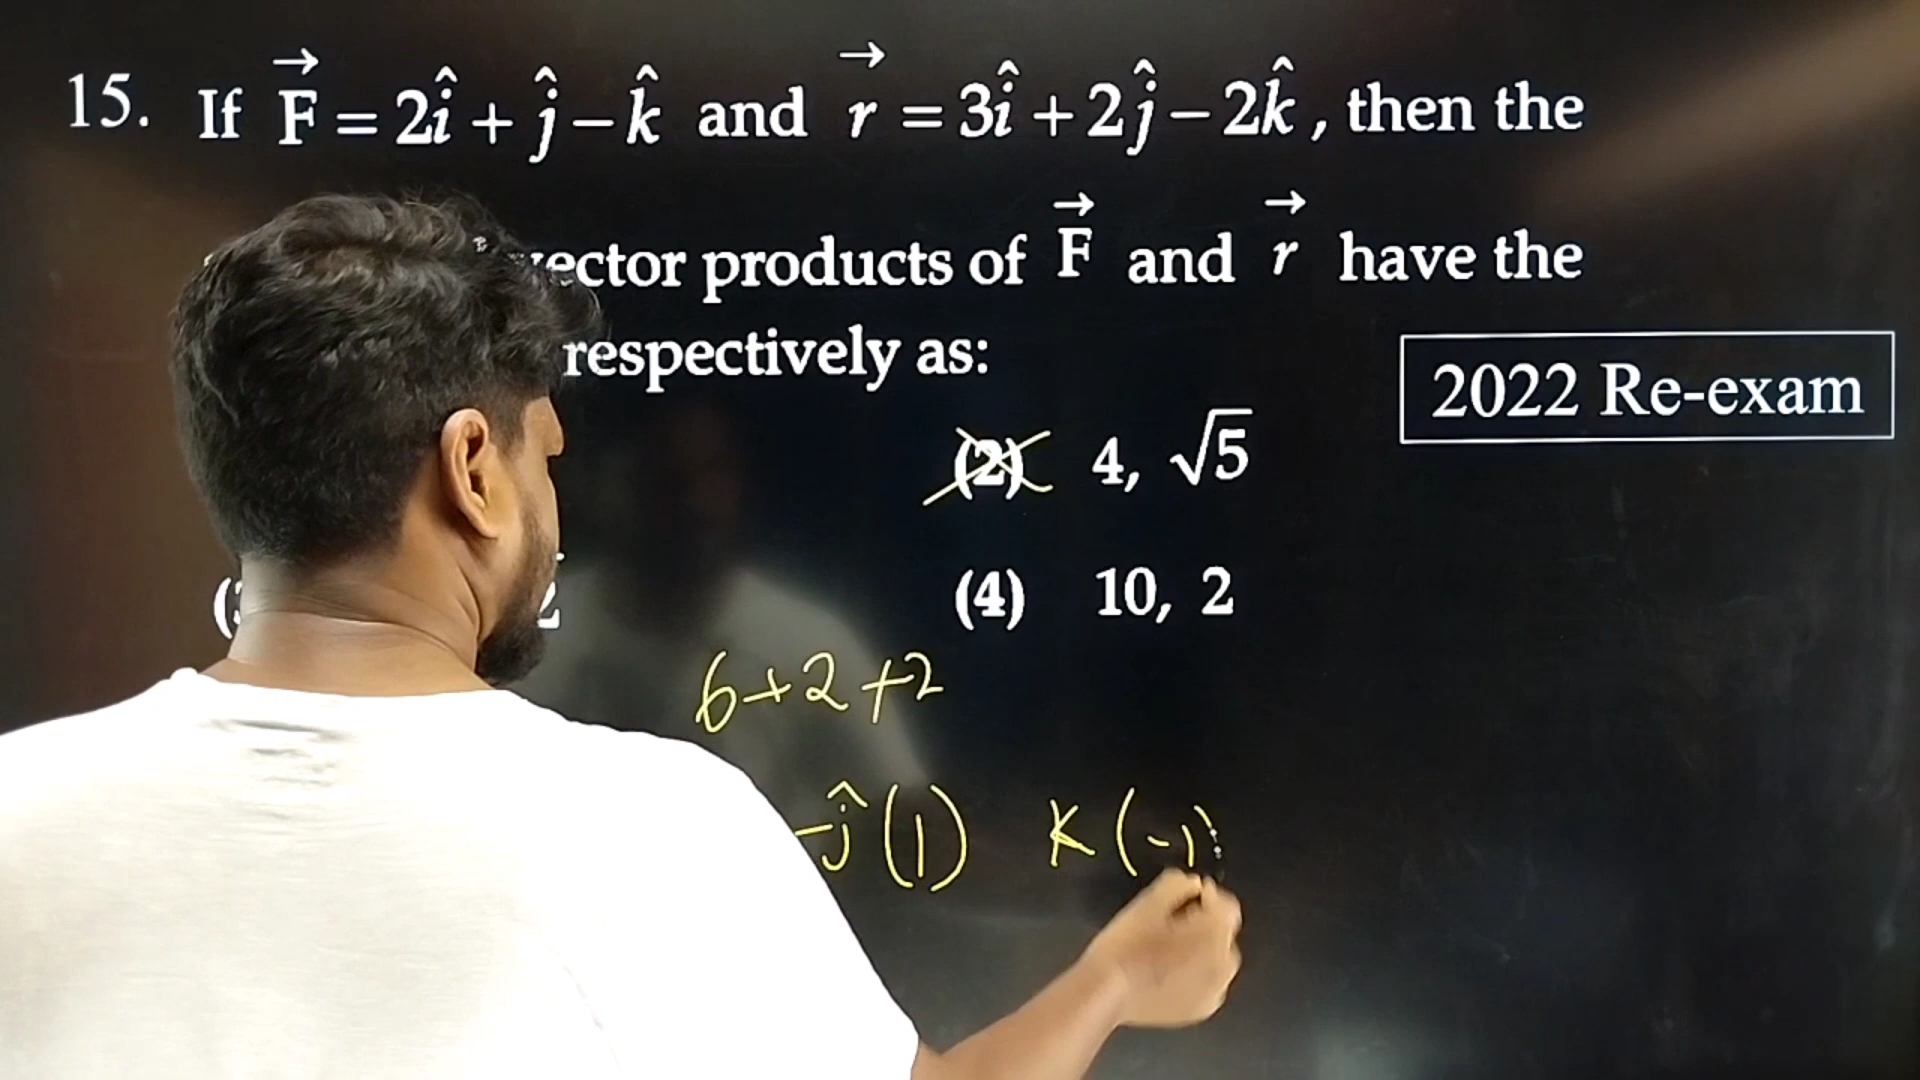 15. If F⃗ = 2î + ĵ − k̂ and r⃗ = 3î + 2ĵ − 2k̂ , then the
vector products of F⃗ and r⃗ have the
respectively as:
2022 Re-exam
(2) 4, √5
(4) 10, 2
6+2+2
-ĵ(1) K(-1)